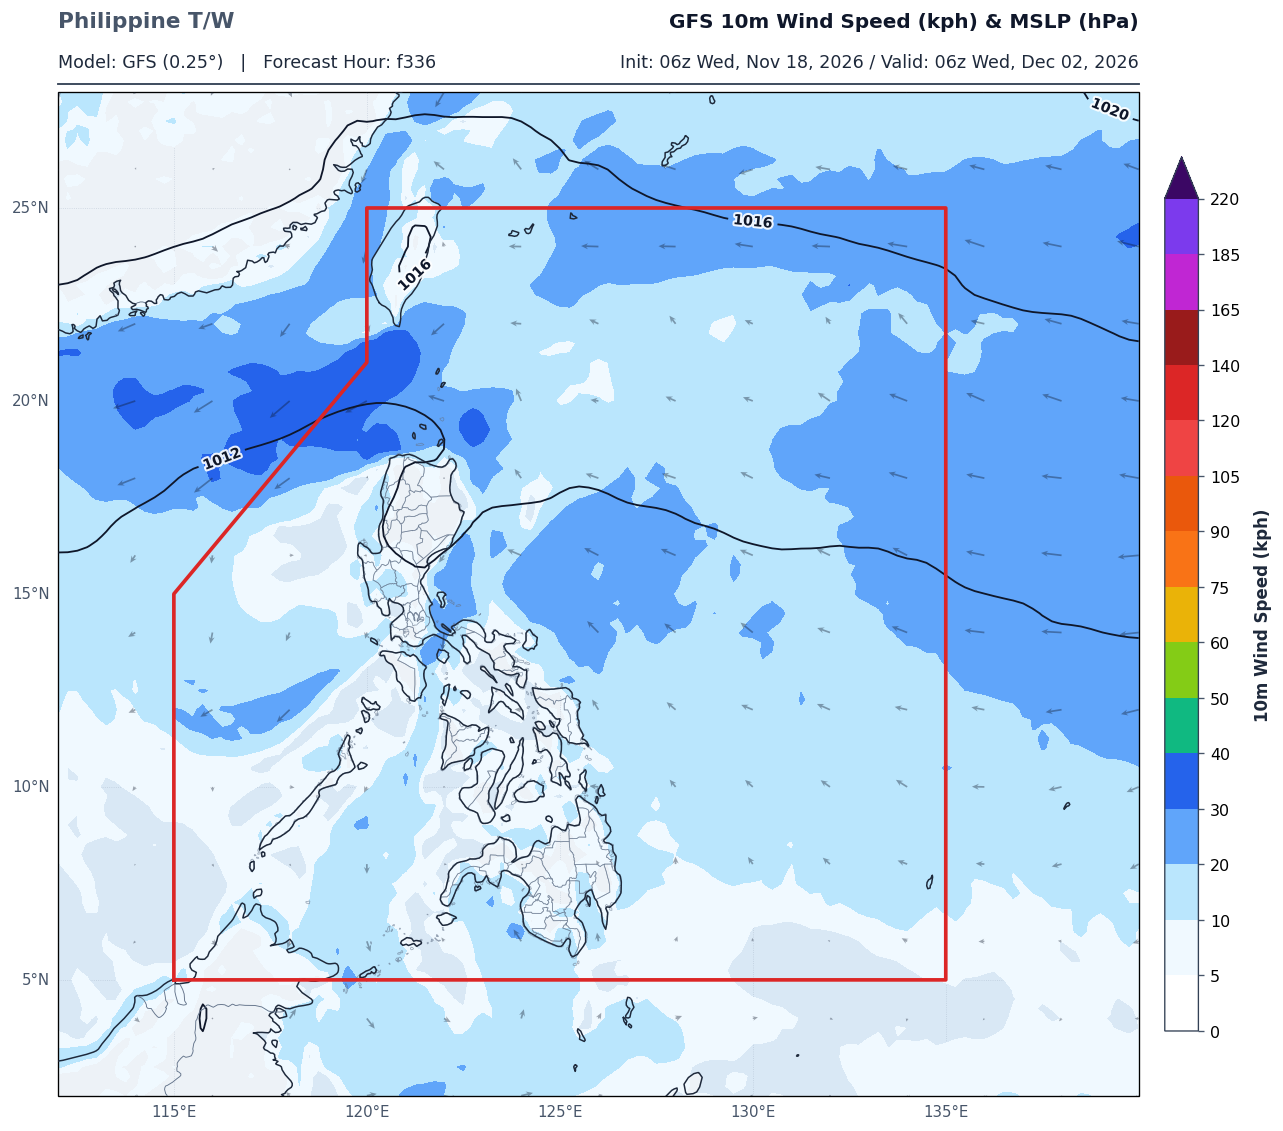 Philippine T/W
GFS 10m Wind Speed (kph) & MSLP (hPa)
Model: GFS (0.25°) | Forecast Hour: f336
Init: 06z Wed, Nov 18, 2026 / Valid: 06z Wed, Dec 02, 2026
1020
1016
1016
1012
25°N
20°N
15°N
10°N
5°N
115°E
120°E
125°E
130°E
135°E
220
185
165
140
120
105
90
75
60
50
40
30
20
10
5
0
10m Wind Speed (kph)